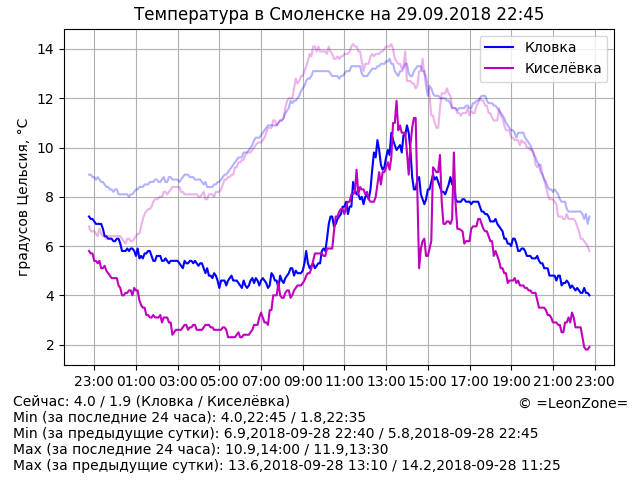 Температура в Смоленске на 29.09.2018 22:45
14
12
10
8
6
4
2
градусов Цельсия, °C
Кловка
Киселёвка
23:00 01:00 03:00 05:00 07:00 09:00 11:00 13:00 15:00 17:00 19:00 21:00 23:00
Сейчас: 4.0 / 1.9 (Кловка / Киселёвка)
© =LeonZone=
Min (за последние 24 часа): 4.0,22:45 / 1.8,22:35
Min (за предыдущие сутки): 6.9,2018-09-28 22:40 / 5.8,2018-09-28 22:45
Max (за последние 24 часа): 10.9,14:00 / 11.9,13:30
Max (за предыдущие сутки): 13.6,2018-09-28 13:10 / 14.2,2018-09-28 11:25